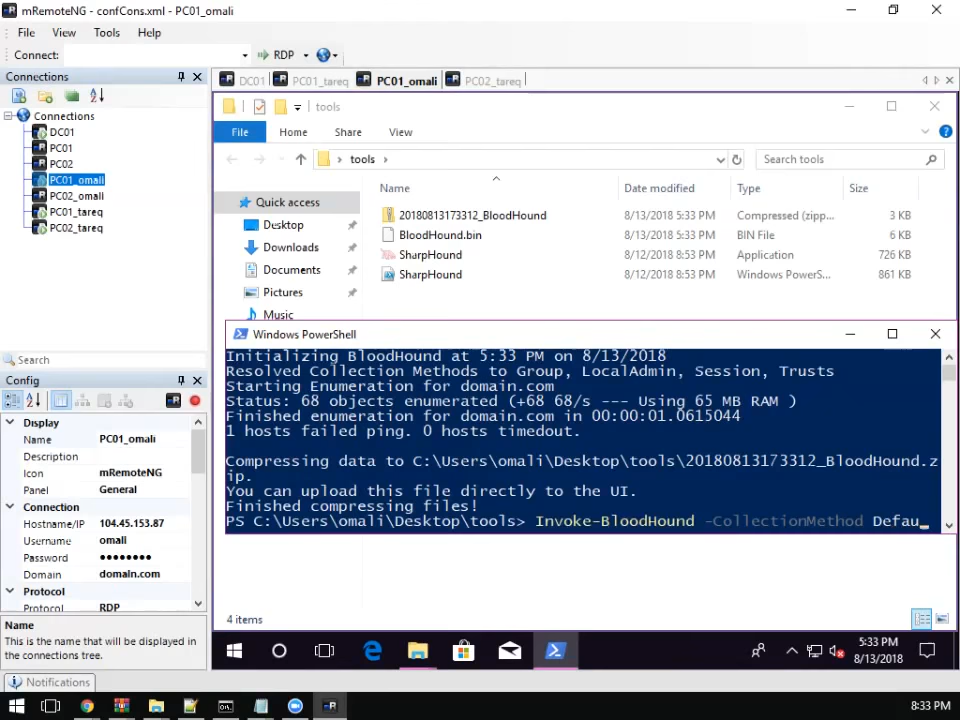 mRemoteNG - confCons.xml - PC01_omali
File View Tools Help
Connect: RDP
Connections
Connections
DC01
PC01
PC02
PC01_omali
PC02_omali
PC01_tareq
PC02_tareq
Search
Config
Display
Name PC01_omali
Description
Icon mRemoteNG
Panel General
Connection
Hostname/IP 104.45.153.87
Username omali
Password ●●●●●●●●
Domain domain.com
Protocol
Protocol RDP
Name
This is the name that will be displayed in
the connections tree.
Notifications
DC01 PC01_tareq PC01_omali PC02_tareq
tools
File Home Share View
tools
Search tools
Name Date modified Type Size
Quick access
Desktop
Downloads
Documents
Pictures
Music
20180813173312_BloodHound 8/13/2018 5:33 PM Compressed (zipp... 3 KB
BloodHound.bin 8/13/2018 5:33 PM BIN File 6 KB
SharpHound 8/12/2018 8:53 PM Application 726 KB
SharpHound 8/12/2018 8:53 PM Windows PowerS... 861 KB
Windows PowerShell
Initializing BloodHound at 5:33 PM on 8/13/2018
Resolved Collection Methods to Group, LocalAdmin, Session, Trusts
Starting Enumeration for domain.com
Status: 68 objects enumerated (+68 68/s --- Using 65 MB RAM )
Finished enumeration for domain.com in 00:00:01.0615044
1 hosts failed ping. 0 hosts timedout.
Compressing data to C:\Users\omali\Desktop\tools\20180813173312_BloodHound.z
ip.
You can upload this file directly to the UI.
Finished compressing files!
PS C:\Users\omali\Desktop\tools> Invoke-BloodHound -CollectionMethod Defau_
4 items
5:33 PM
8/13/2018
8:33 PM